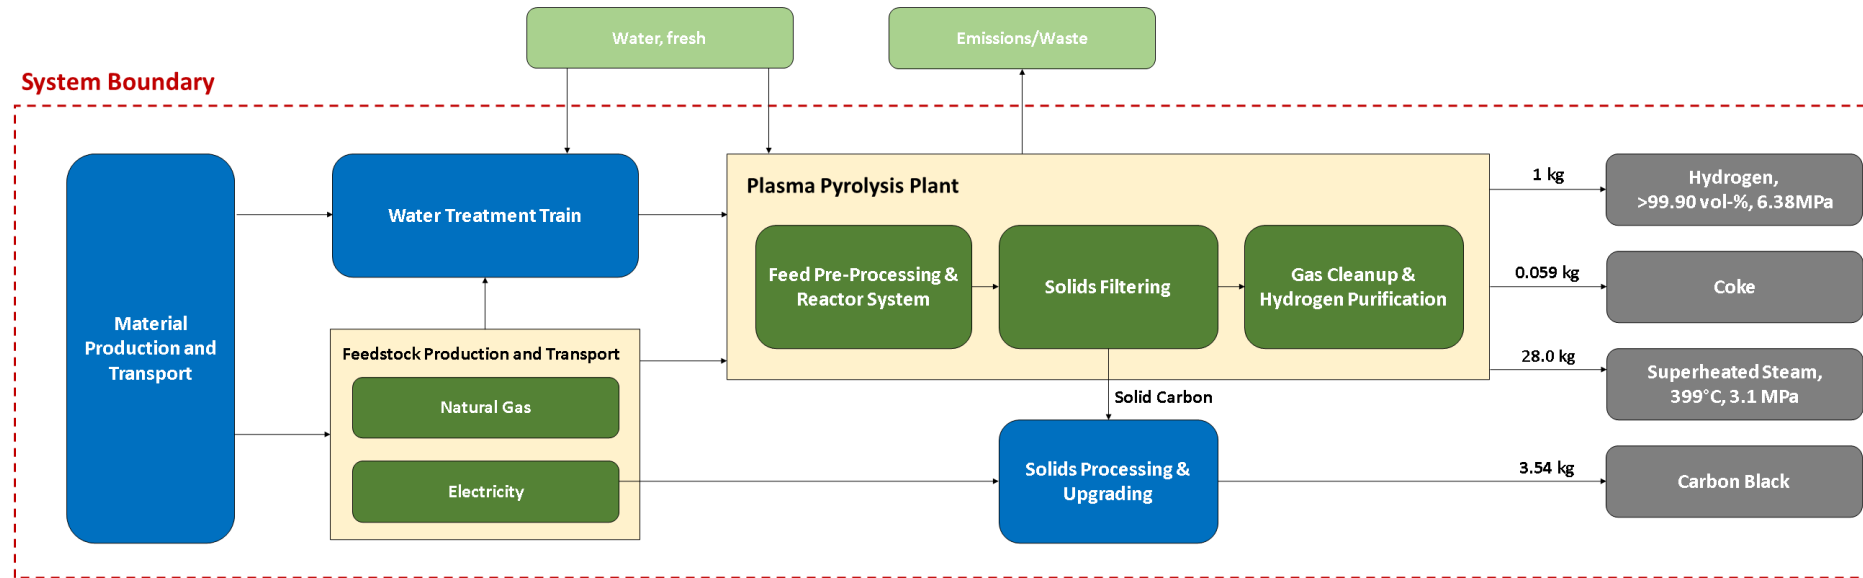 Water, fresh
Emissions/Waste
System Boundary
Material
Production and
Transport
Water Treatment Train
Feedstock Production and Transport
Natural Gas
Electricity
Plasma Pyrolysis Plant
Feed Pre-Processing &
Reactor System
Solids Filtering
Gas Cleanup &
Hydrogen Purification
Solid Carbon
Solids Processing &
Upgrading
1 kg
Hydrogen,
>99.90 vol-%, 6.38MPa
0.059 kg
Coke
28.0 kg
Superheated Steam,
399°C, 3.1 MPa
3.54 kg
Carbon Black